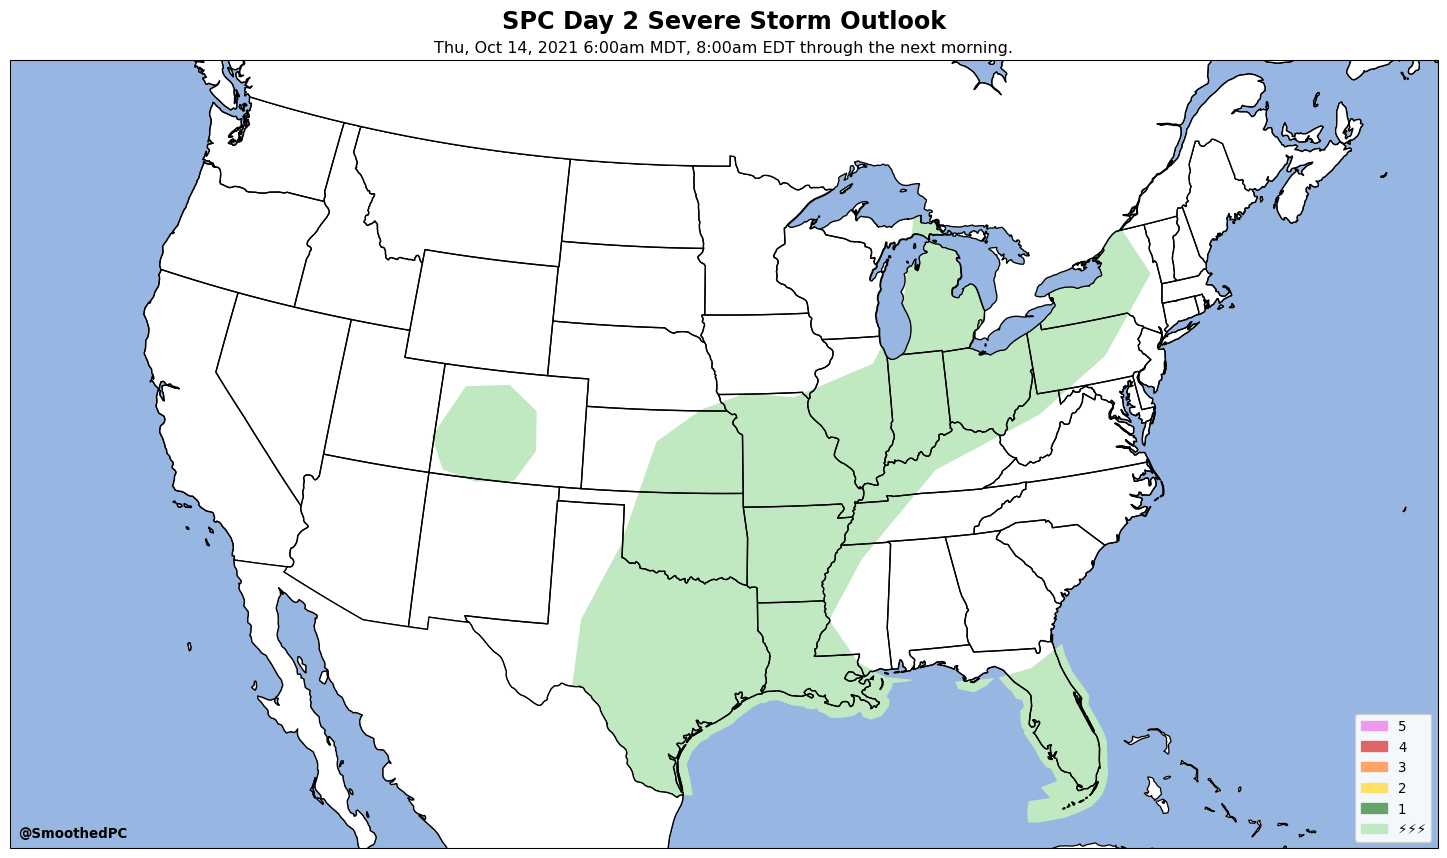 SPC Day 2 Severe Storm Outlook
Thu, Oct 14, 2021 6:00am MDT, 8:00am EDT through the next morning.
5
4
3
2
1
⚡⚡⚡
@SmoothedPC